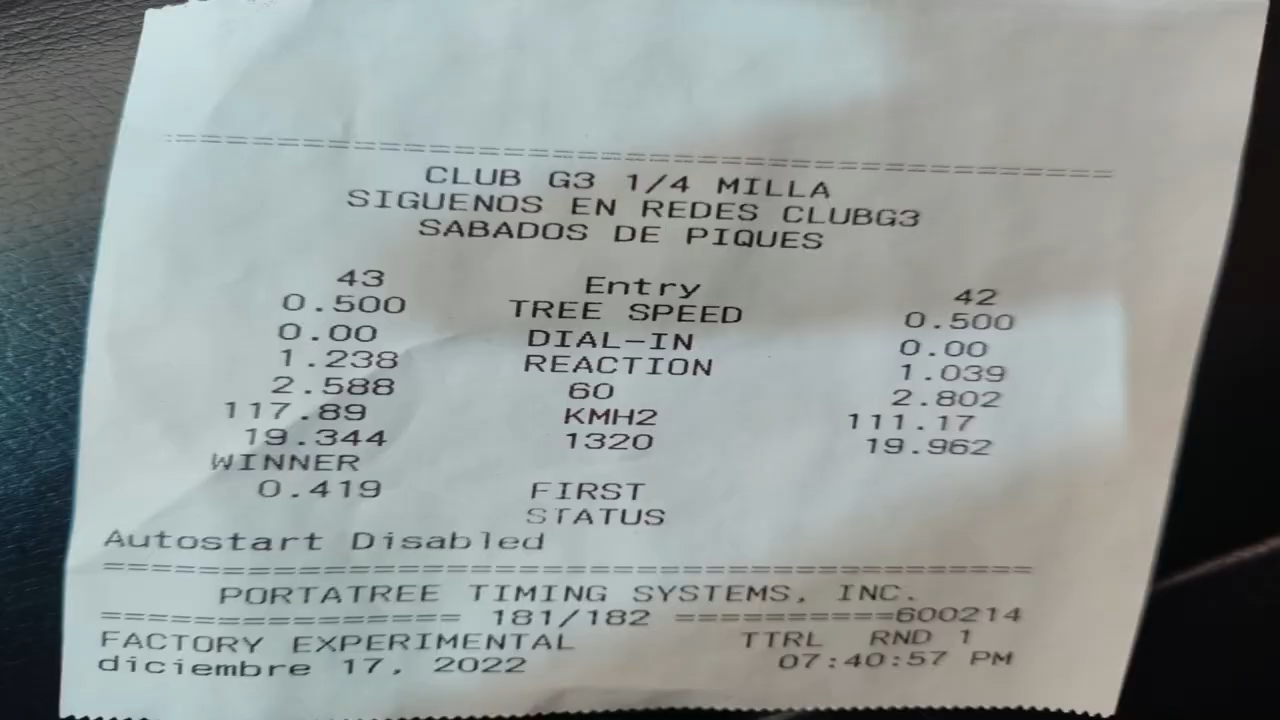 =======================================
CLUB G3 1/4 MILLA
SIGUENOS EN REDES CLUBG3
SABADOS DE PIQUES
43 Entry 42
0.500 TREE SPEED 0.500
0.00 DIAL-IN 0.00
1.238 REACTION 1.039
2.588 60 2.802
117.89 KMH2 111.17
19.344 1320 19.962
WINNER
0.419 FIRST
STATUS
Autostart Disabled
=======================================
PORTATREE TIMING SYSTEMS, INC.
================ 181/182 ==========600214
FACTORY EXPERIMENTAL TTRL RND 1
diciembre 17, 2022 07:40:57 PM